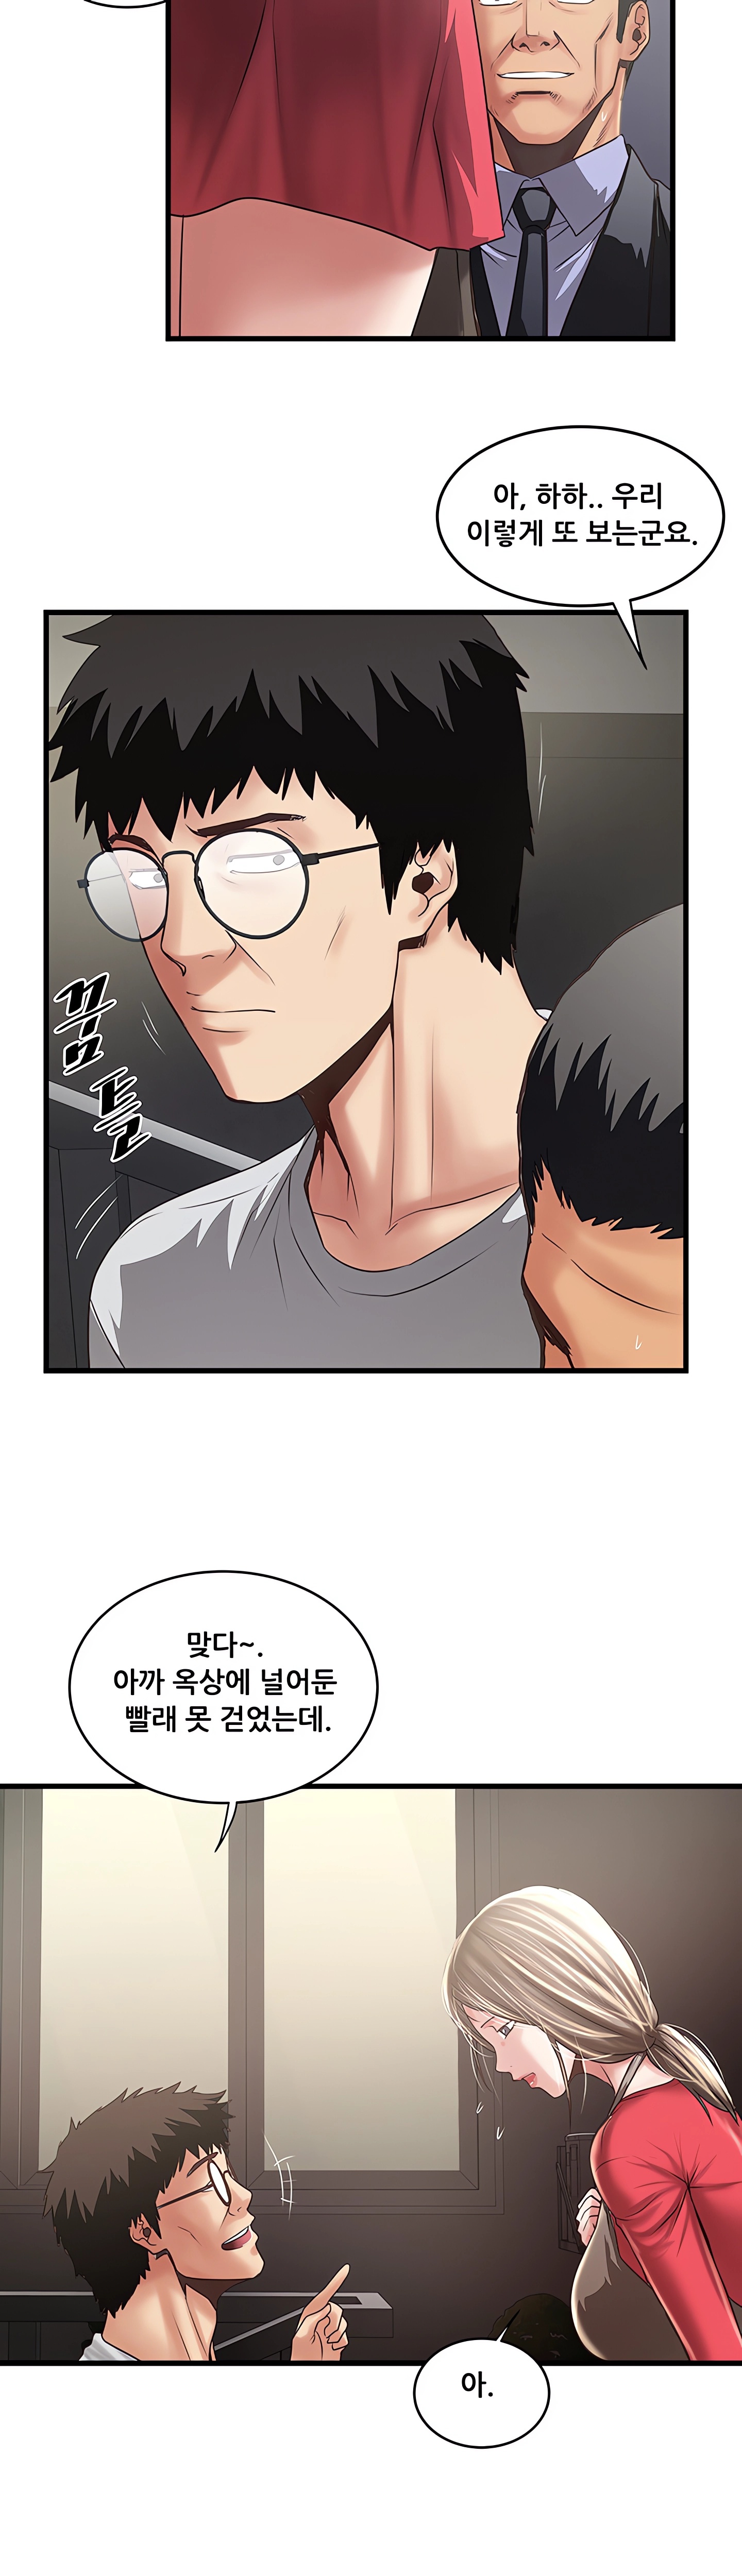 아, 하하.. 우리
이렇게 또 보는군요.
꿈
틀
맞다~.
아까 옥상에 널어둔
빨래 못 걷었는데.
아.